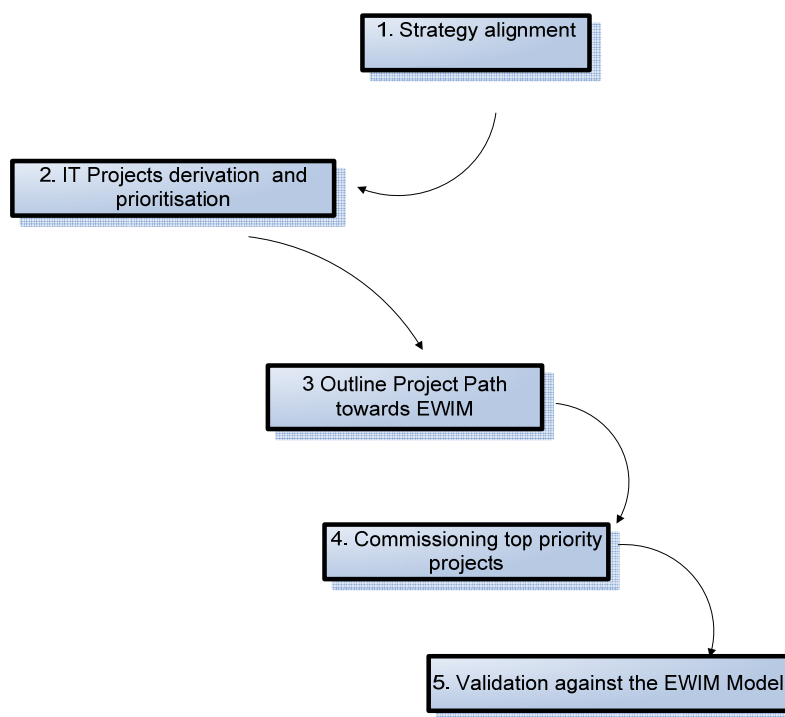 1. Strategy alignment
2. IT Projects derivation and
prioritisation
3 Outline Project Path
towards EWIM
4. Commissioning top priority
projects
5. Validation against the EWIM Model